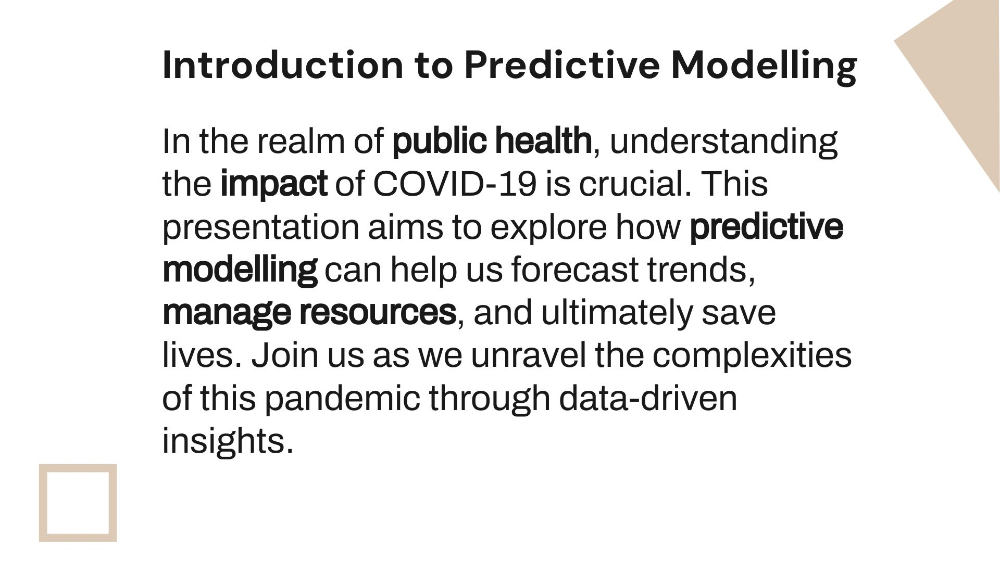 Introduction to Predictive Modelling
In the realm of public health, understanding
the impact of COVID-19 is crucial. This
presentation aims to explore how predictive
modelling can help us forecast trends,
manage resources, and ultimately save
lives. Join us as we unravel the complexities
of this pandemic through data-driven
insights.